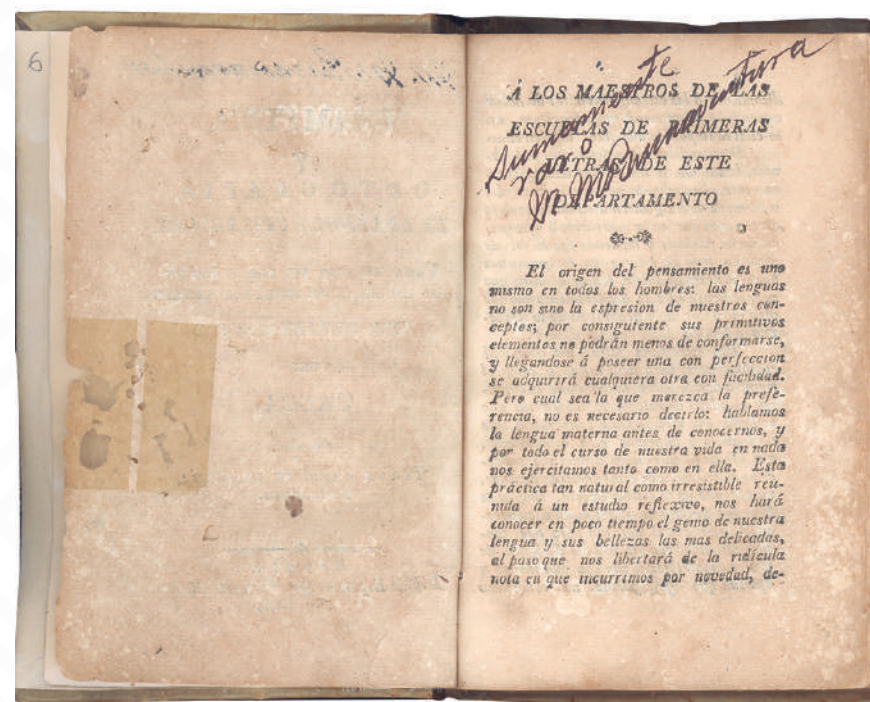 6
Á LOS MAESTROS DE LAS
ESCUELAS DE PRIMERAS
LETRAS DE ESTE
DEPARTAMENTO
Sumamente
raro
El origen del pensamiento es uno
mismo en todos los hombres: las lenguas
no son sino la espresion de nuestros con-
ceptos; por consiguiente sus primitivos
elementos no podrán menos de conformarse,
y llegandose á poseer una con perfeccion
se adquirirá cualquiera otra con facilidad.
Pero cual sea la que merezca la prefe-
rencia, no es necesario decirlo: hablamos
la lengua materna antes de conocernos, y
por todo el curso de nuestra vida en nada
nos ejercitamos tanto como en ella. Esta
práctica tan natural como irresistible reu-
nida á un estudio reflexivo, nos hará
conocer en poco tiempo el genio de nuestra
lengua y sus bellezas las mas delicadas,
al paso que nos libertará de la ridícula
nota en que incurrimos por novedad, de-